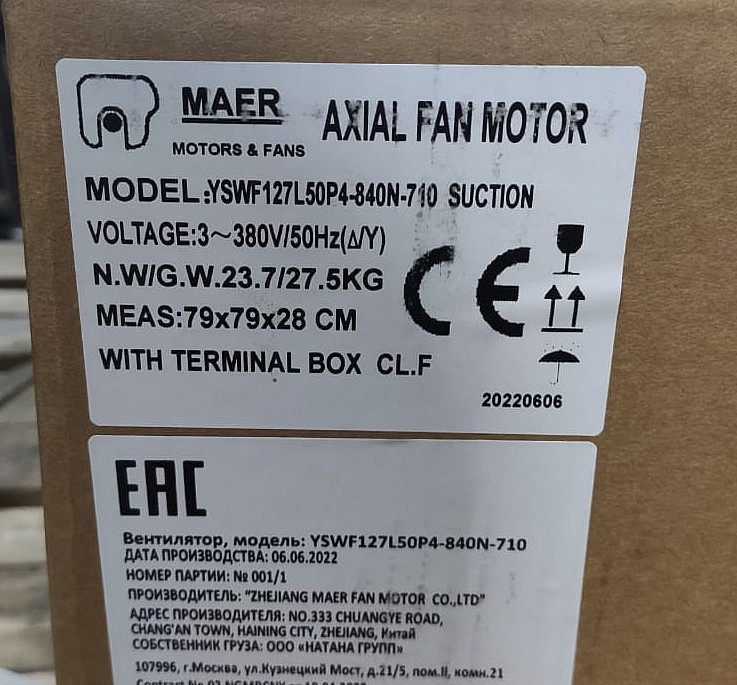 MAER
MOTORS & FANS
AXIAL FAN MOTOR
MODEL:YSWF127L50P4-840N-710 SUCTION
VOLTAGE:3~380V/50Hz(Δ/Y)
N.W/G.W.23.7/27.5KG
MEAS:79x79x28 CM
WITH TERMINAL BOX CL.F
CE
20220606
EAC
Вентилятор, модель: YSWF127L50P4-840N-710
ДАТА ПРОИЗВОДСТВА: 06.06.2022
НОМЕР ПАРТИИ: № 001/1
ПРОИЗВОДИТЕЛЬ: "ZHEJIANG MAER FAN MOTOR CO.,LTD"
АДРЕС ПРОИЗВОДИТЕЛЯ: NO.333 CHUANGYE ROAD,
CHANG'AN TOWN, HAINING CITY, ZHEJIANG, Китай
СОБСТВЕННИК ГРУЗА: ООО «НАТАНА ГРУПП»
107996, г.Москва, ул.Кузнецкий Мост, д.21/5, пом.II, комн.21
Contract No